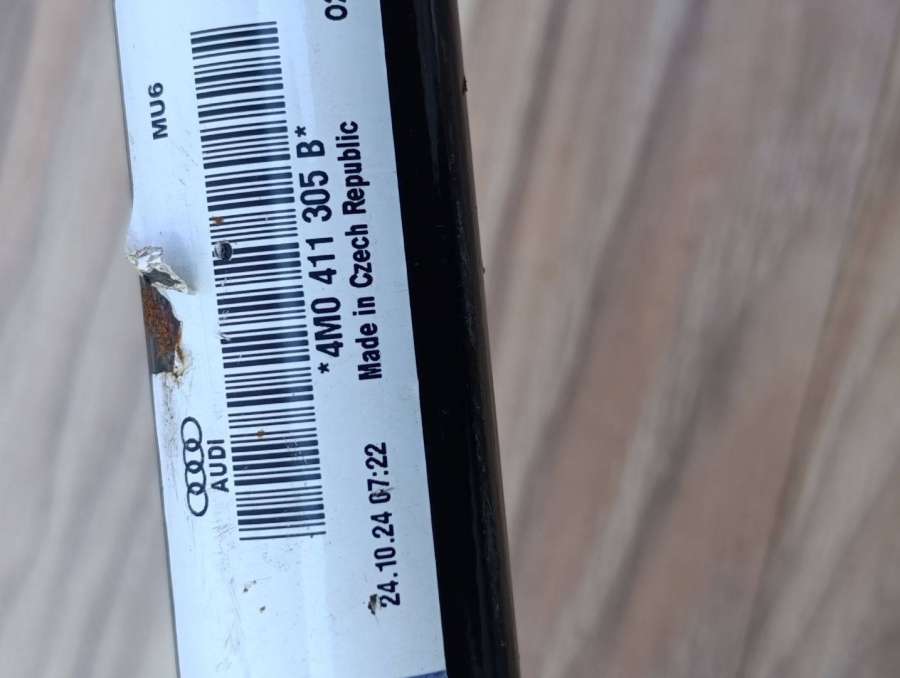 MU6
AUDI
*4M0 411 305 B*
Made in Czech Republic
24.10.24 07:22